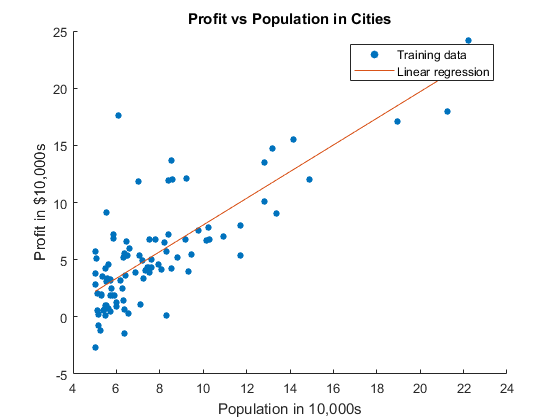 Profit vs Population in Cities
Training data
Linear regression
25
20
15
10
5
0
-5
Profit in $10,000s
4 6 8 10 12 14 16 18 20 22 24
Population in 10,000s